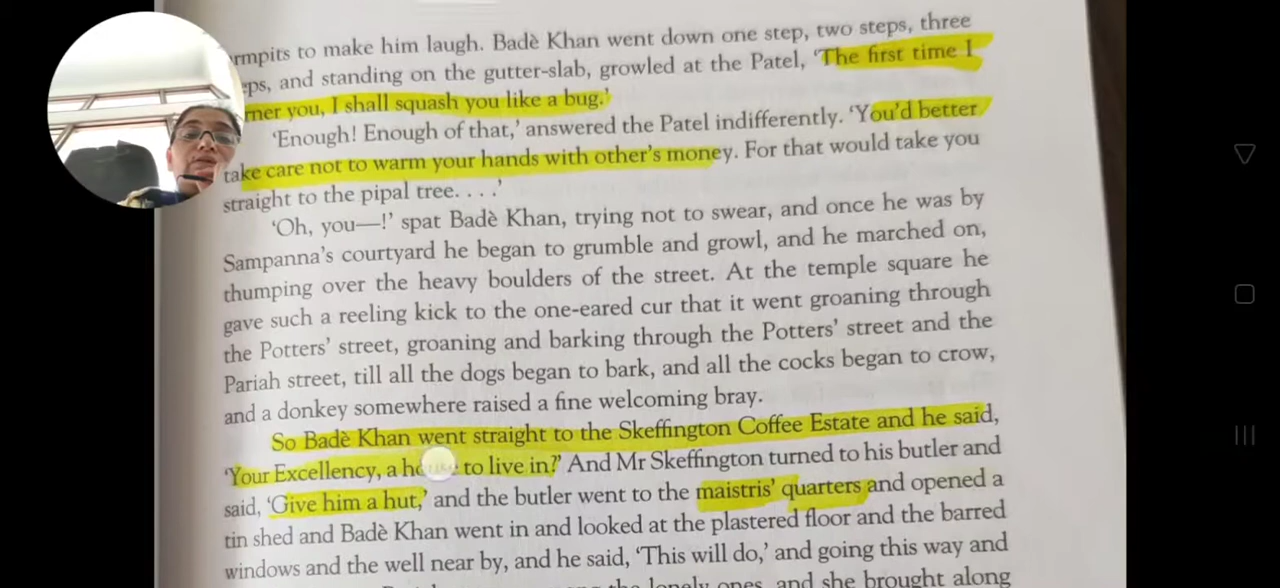 rmpits to make him laugh. Badè Khan went down one step, two steps, three
ps, and standing on the gutter-slab, growled at the Patel, ‘The first time I
ner you, I shall squash you like a bug.’
‘Enough! Enough of that,’ answered the Patel indifferently. ‘You’d better
take care not to warm your hands with other’s money. For that would take you
straight to the pipal tree. . . .’
‘Oh, you—!’ spat Badè Khan, trying not to swear, and once he was by
Sampanna’s courtyard he began to grumble and growl, and he marched on,
thumping over the heavy boulders of the street. At the temple square he
gave such a reeling kick to the one-eared cur that it went groaning through
the Potters’ street, groaning and barking through the Potters’ street and the
Pariah street, till all the dogs began to bark, and all the cocks began to crow,
and a donkey somewhere raised a fine welcoming bray.
So Badè Khan went straight to the Skeffington Coffee Estate and he said,
‘Your Excellency, a to live in?’ And Mr Skeffington turned to his butler and
said, ‘Give him a hut,’ and the butler went to the maistris’ quarters and opened a
tin shed and Badè Khan went in and looked at the plastered floor and the barred
windows and the well near by, and he said, ‘This will do,’ and going this way and
the lonely ones, and she brought along